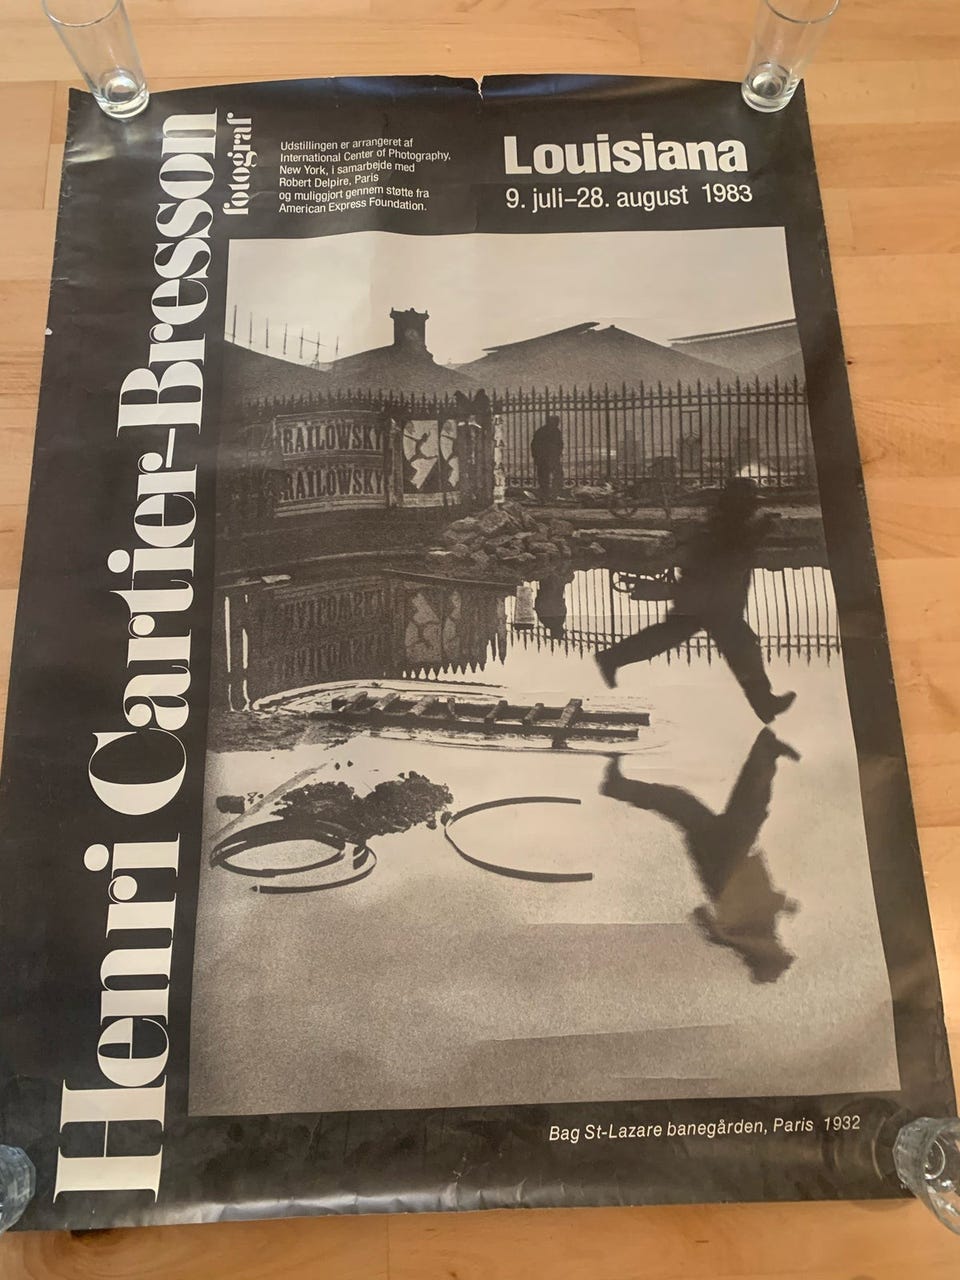 Henri Cartier-Bresson
fotograf
Udstillingen er arrangeret af
International Center of Photography,
New York, i samarbejde med
Robert Delpire, Paris
og muliggjort gennem støtte fra
American Express Foundation.
Louisiana
9. juli–28. august 1983
RAILOWSKY
RAILOWSKY
Bag St-Lazare banegården, Paris 1932